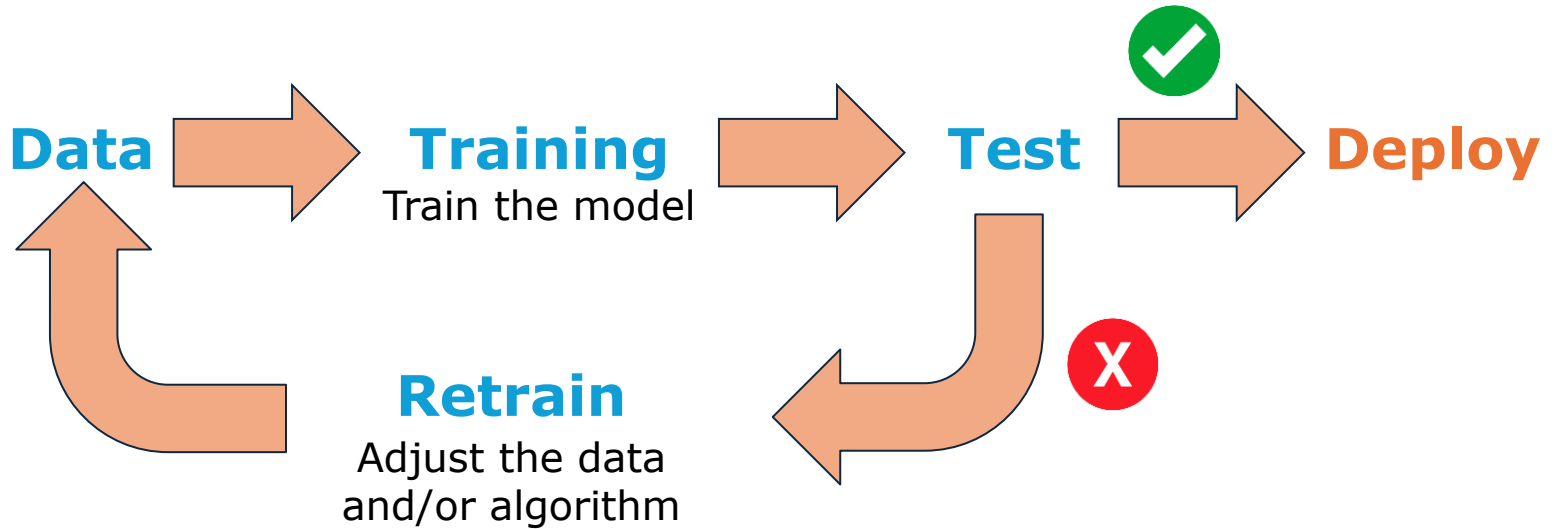 Data
Training
Train the model
Test
Deploy
X
Retrain
Adjust the data
and/or algorithm